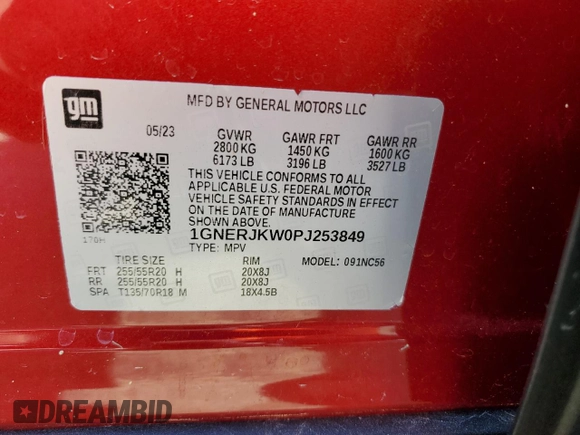 gm
MFD BY GENERAL MOTORS LLC
05/23 GVWR GAWR FRT GAWR RR
2800 KG 1450 KG 1600 KG
6173 LB 3196 LB 3527 LB
THIS VEHICLE CONFORMS TO ALL
APPLICABLE U.S. FEDERAL MOTOR
VEHICLE SAFETY STANDARDS IN EFFECT
ON THE DATE OF MANUFACTURE
SHOWN ABOVE.
170H
1GNERJKW0PJ253849
TYPE: MPV MODEL: 091NC56
TIRE SIZE RIM
FRT 255/55R20 H 20X8J
RR 255/55R20 H 20X8J
SPA T135/70R18 M 18X4.5B
DREAMBID